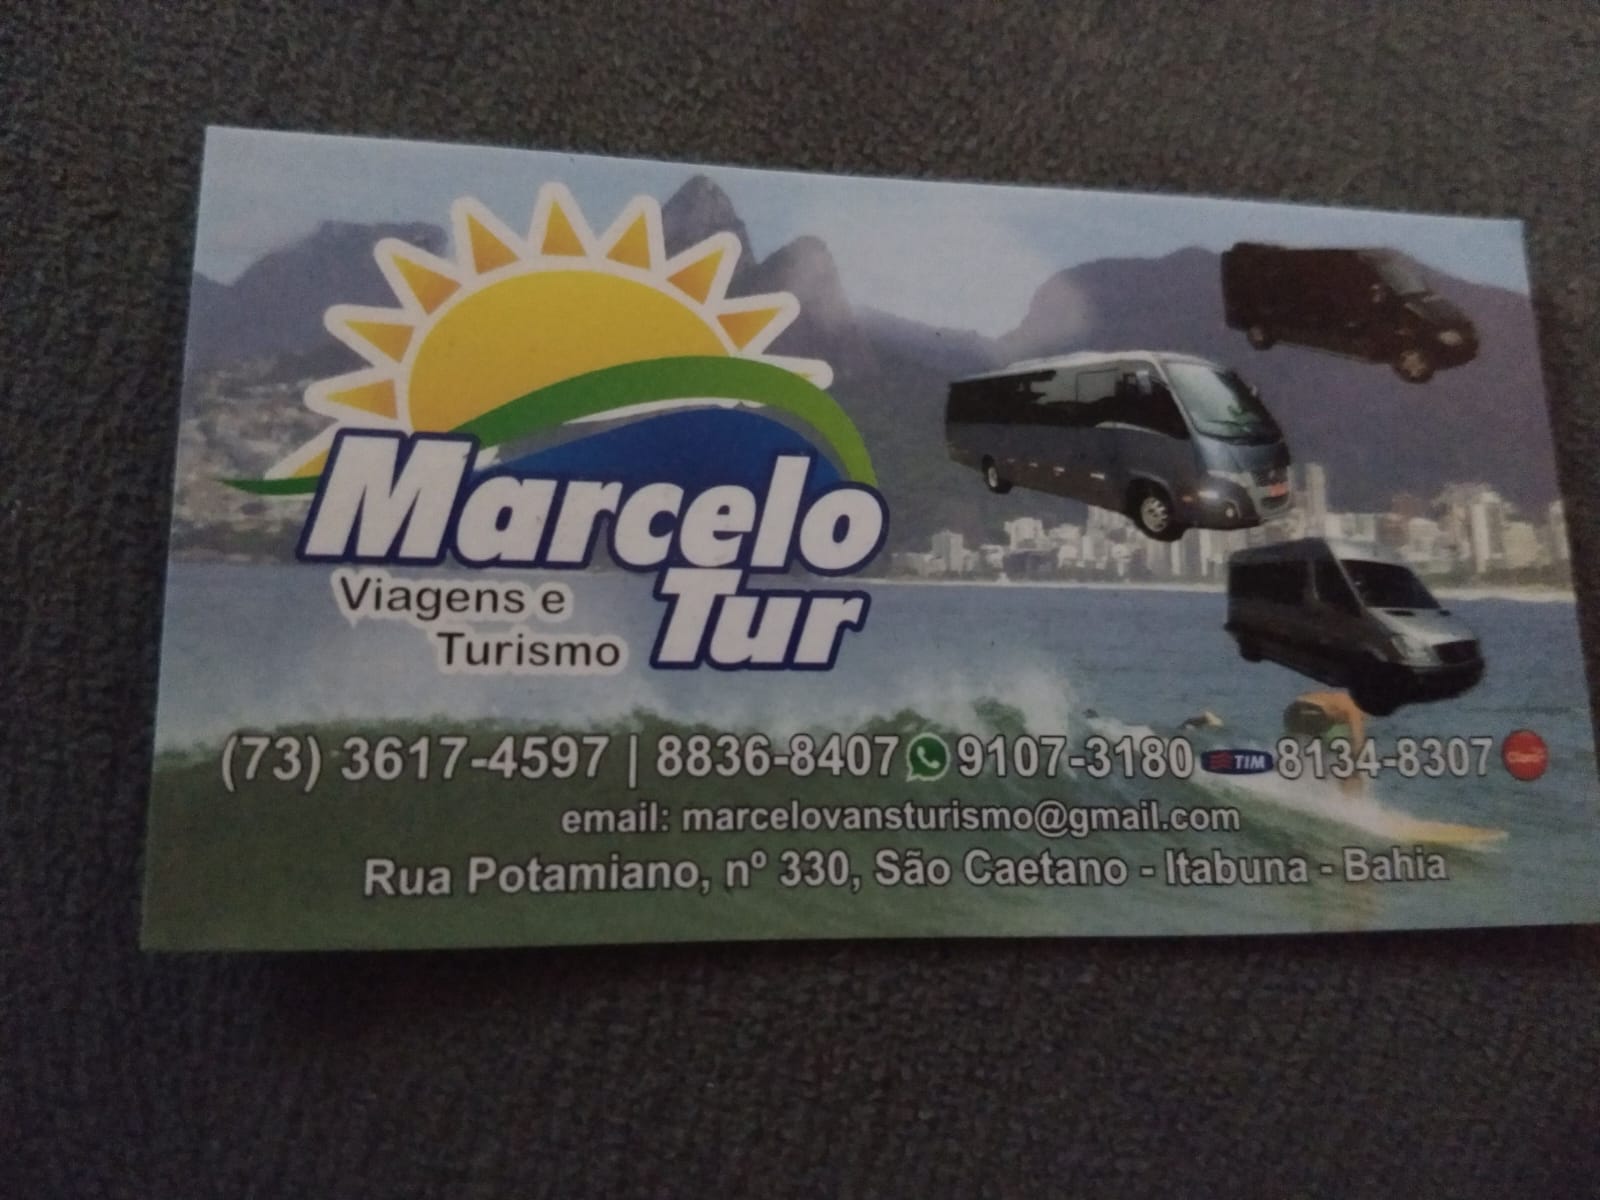 Marcelo
Tur
Viagens e
Turismo
(73) 3617-4597 | 8836-8407 9107-3180 TIM 8134-8307 Claro
email: marcelovansturismo@gmail.com
Rua Potamiano, nº 330, São Caetano - Itabuna - Bahia